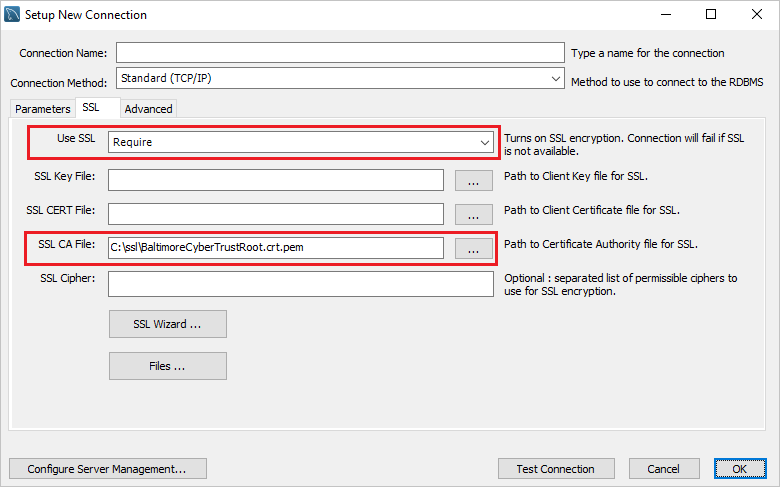 Setup New Connection
Connection Name:
Type a name for the connection
Connection Method:
Standard (TCP/IP)
Method to use to connect to the RDBMS
Parameters
SSL
Advanced
Use SSL
Require
Turns on SSL encryption. Connection will fail if SSL
is not available.
SSL Key File:
...
Path to Client Key file for SSL.
SSL CERT File:
...
Path to Client Certificate file for SSL.
SSL CA File:
C:\ssl\BaltimoreCyberTrustRoot.crt.pem
...
Path to Certificate Authority file for SSL.
SSL Cipher:
Optional : separated list of permissible ciphers to
use for SSL encryption.
SSL Wizard ...
Files ...
Configure Server Management...
Test Connection
Cancel
OK